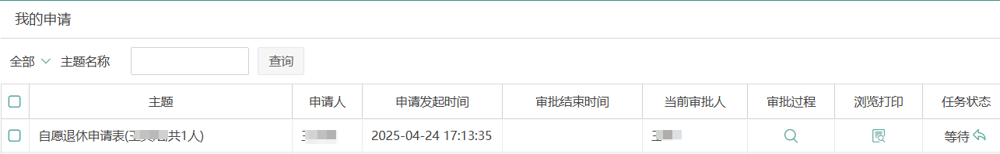 我的申请
全部 主题名称 查询
主题 申请人 申请发起时间 审批结束时间 当前审批人 审批过程 浏览打印 任务状态
自愿退休申请表(王 共1人) 2025-04-24 17:13:35 王 等待